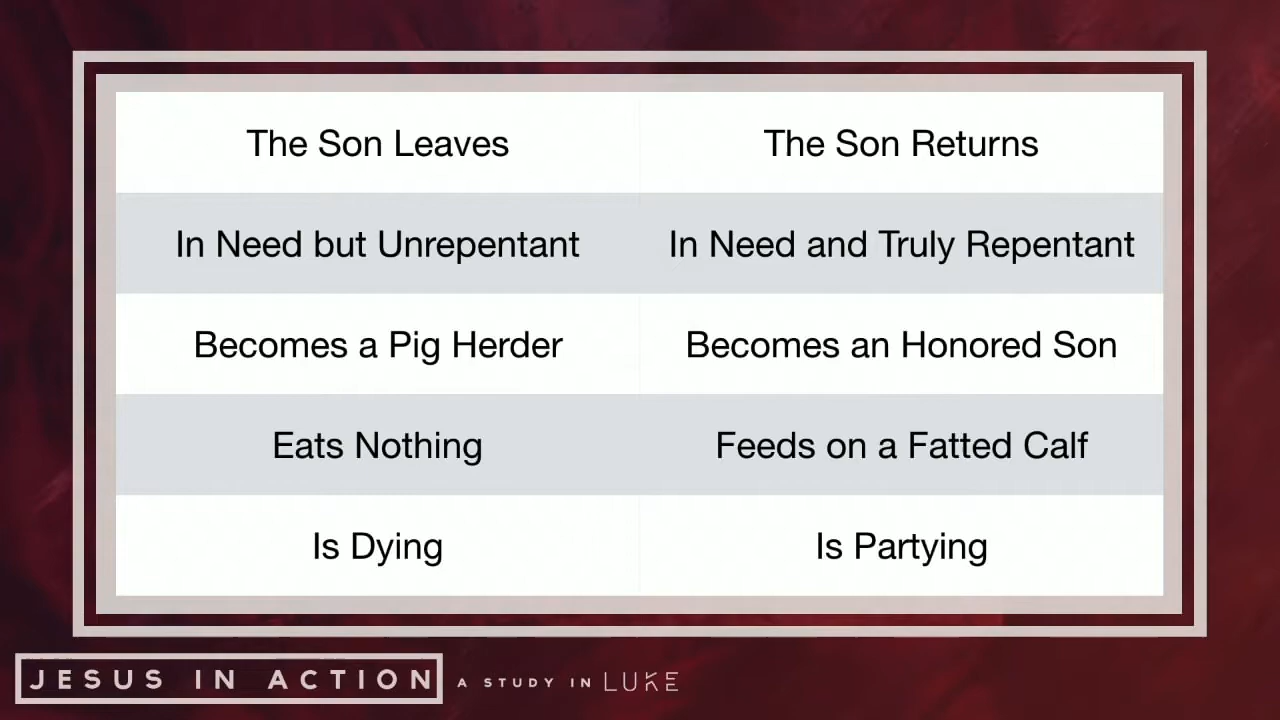 The Son Leaves The Son Returns
In Need but Unrepentant In Need and Truly Repentant
Becomes a Pig Herder Becomes an Honored Son
Eats Nothing Feeds on a Fatted Calf
Is Dying Is Partying
JESUS IN ACTION A STUDY IN LUKE